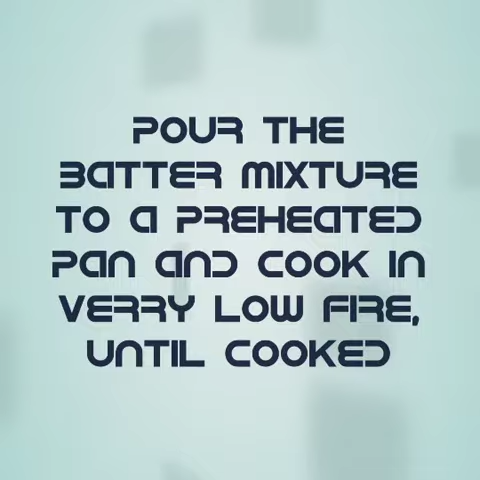 POUR THE
BATTER MIXTURE
TO A PREHEATED
PAN AND COOK IN
VERRY LOW FIRE,
UNTIL COOKED